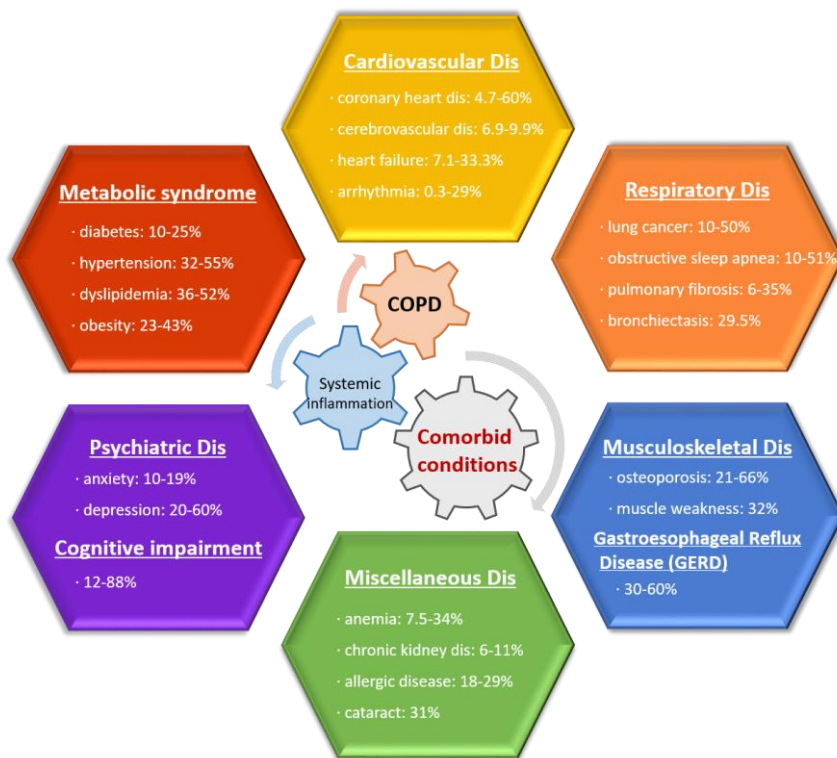 Cardiovascular Dis
· coronary heart dis: 4.7-60%
· cerebrovascular dis: 6.9-9.9%
· heart failure: 7.1-33.3%
· arrhythmia: 0.3-29%
Metabolic syndrome
· diabetes: 10-25%
· hypertension: 32-55%
· dyslipidemia: 36-52%
· obesity: 23-43%
Respiratory Dis
· lung cancer: 10-50%
· obstructive sleep apnea: 10-51%
· pulmonary fibrosis: 6-35%
· bronchiectasis: 29.5%
COPD
Systemic
inflammation
Comorbid
conditions
Psychiatric Dis
· anxiety: 10-19%
· depression: 20-60%
Cognitive impairment
· 12-88%
Musculoskeletal Dis
· osteoporosis: 21-66%
· muscle weakness: 32%
Gastroesophageal Reflux
Disease (GERD)
· 30-60%
Miscellaneous Dis
· anemia: 7.5-34%
· chronic kidney dis: 6-11%
· allergic disease: 18-29%
· cataract: 31%